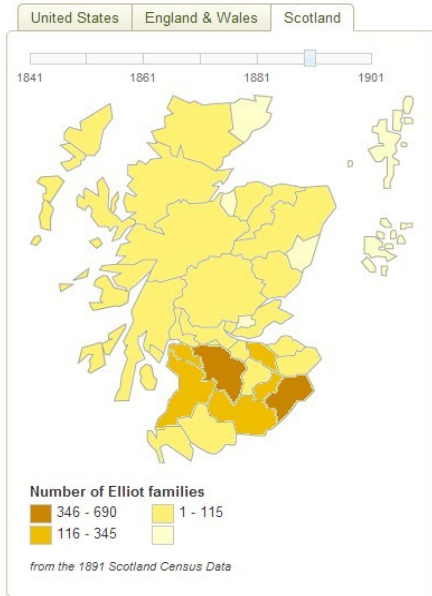 United States England & Wales Scotland
1841 1861 1881 1901
Number of Elliot families
346 - 690 1 - 115
116 - 345
from the 1891 Scotland Census Data